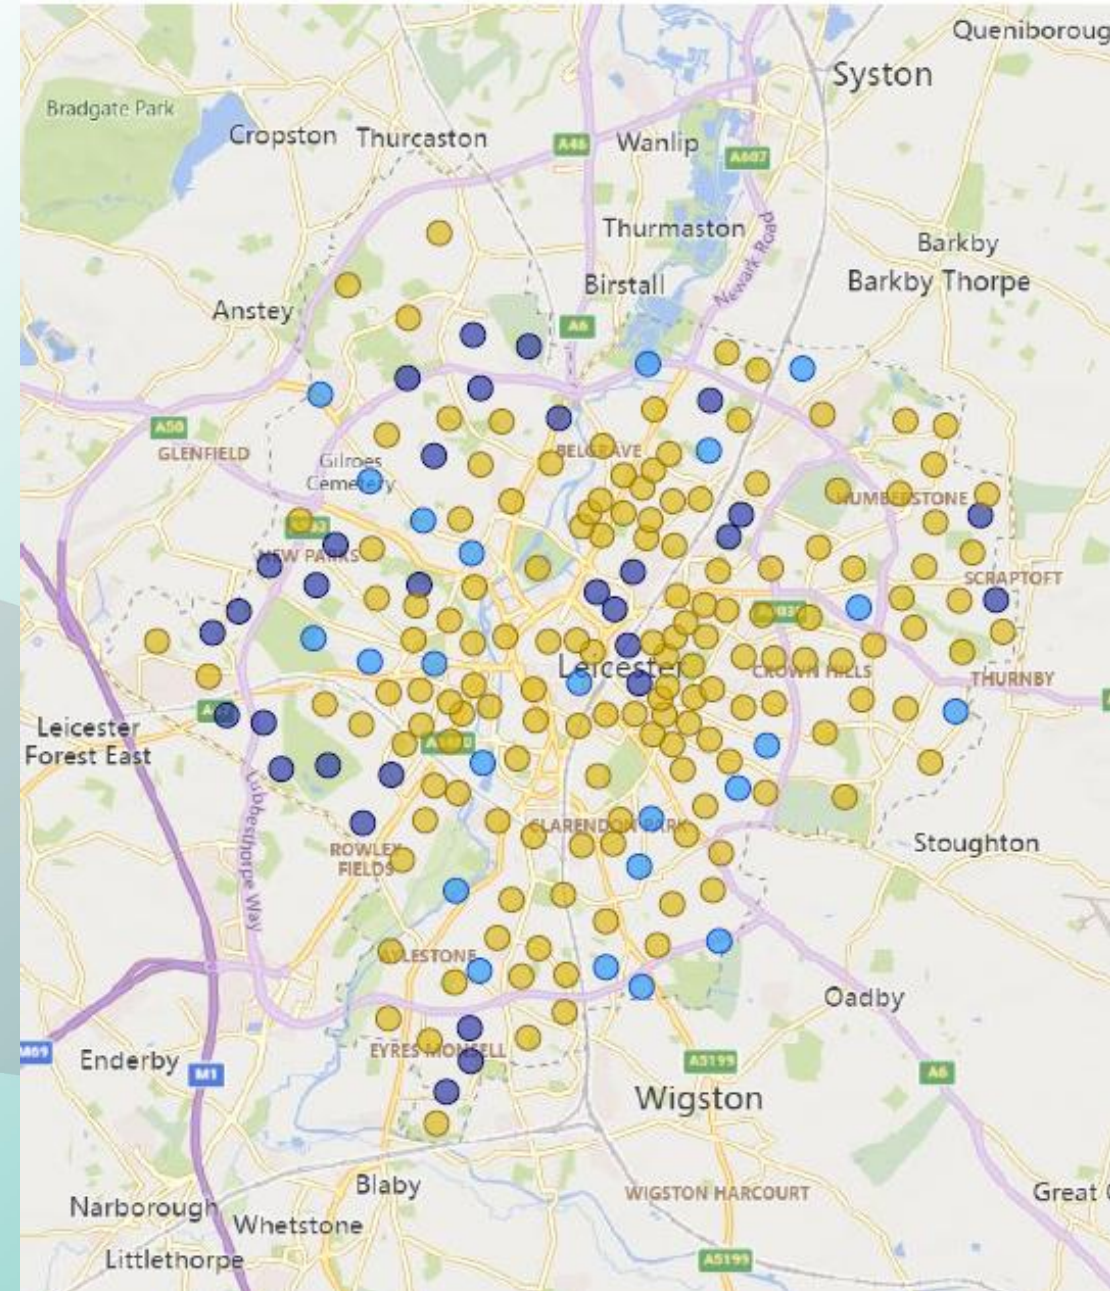 Queniboroug
Syston
Bradgate Park
Cropston
Thurcaston
A46
Wanlip
A607
Thurmaston
Newark Road
Barkby
Barkby Thorpe
Birstall
Anstey
A6
A50
GLENFIELD
BELGRAVE
Gilroes
Cemetery
HUMBERSTONE
NEW PARKS
SCRAPTOFT
Leicester
CROWN HILLS
THURNBY
Leicester
Forest East
Lubbesthorpe Way
CLARENDON PARK
ROWLEY
FIELDS
Stoughton
AYLESTONE
Oadby
EYRES MONSELL
M69
Enderby
M1
A5199
A6
Wigston
Blaby
WIGSTON HARCOURT
Great
Narborough
Whetstone
Littlethorpe
A5199